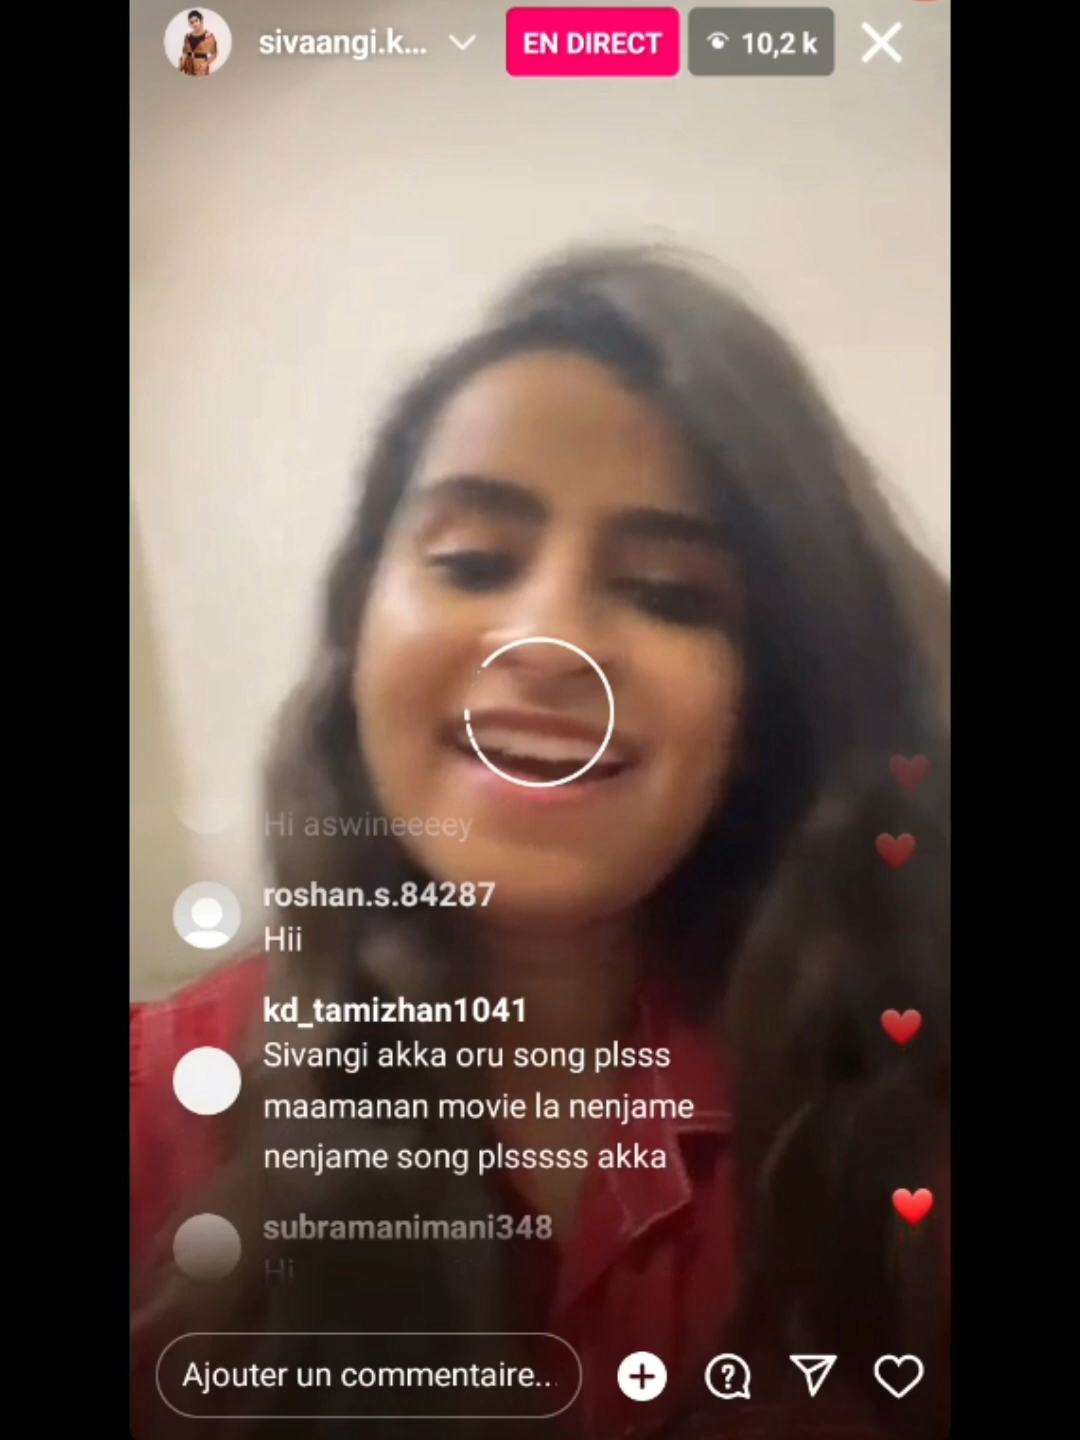 sivaangi.k...
EN DIRECT
10,2 k
Hi aswineeeey
roshan.s.84287
Hii
kd_tamizhan1041
Sivangi akka oru song plsss
maamanan movie la nenjame
nenjame song plsssss akka
subramanimani348
Hi
Ajouter un commentaire...